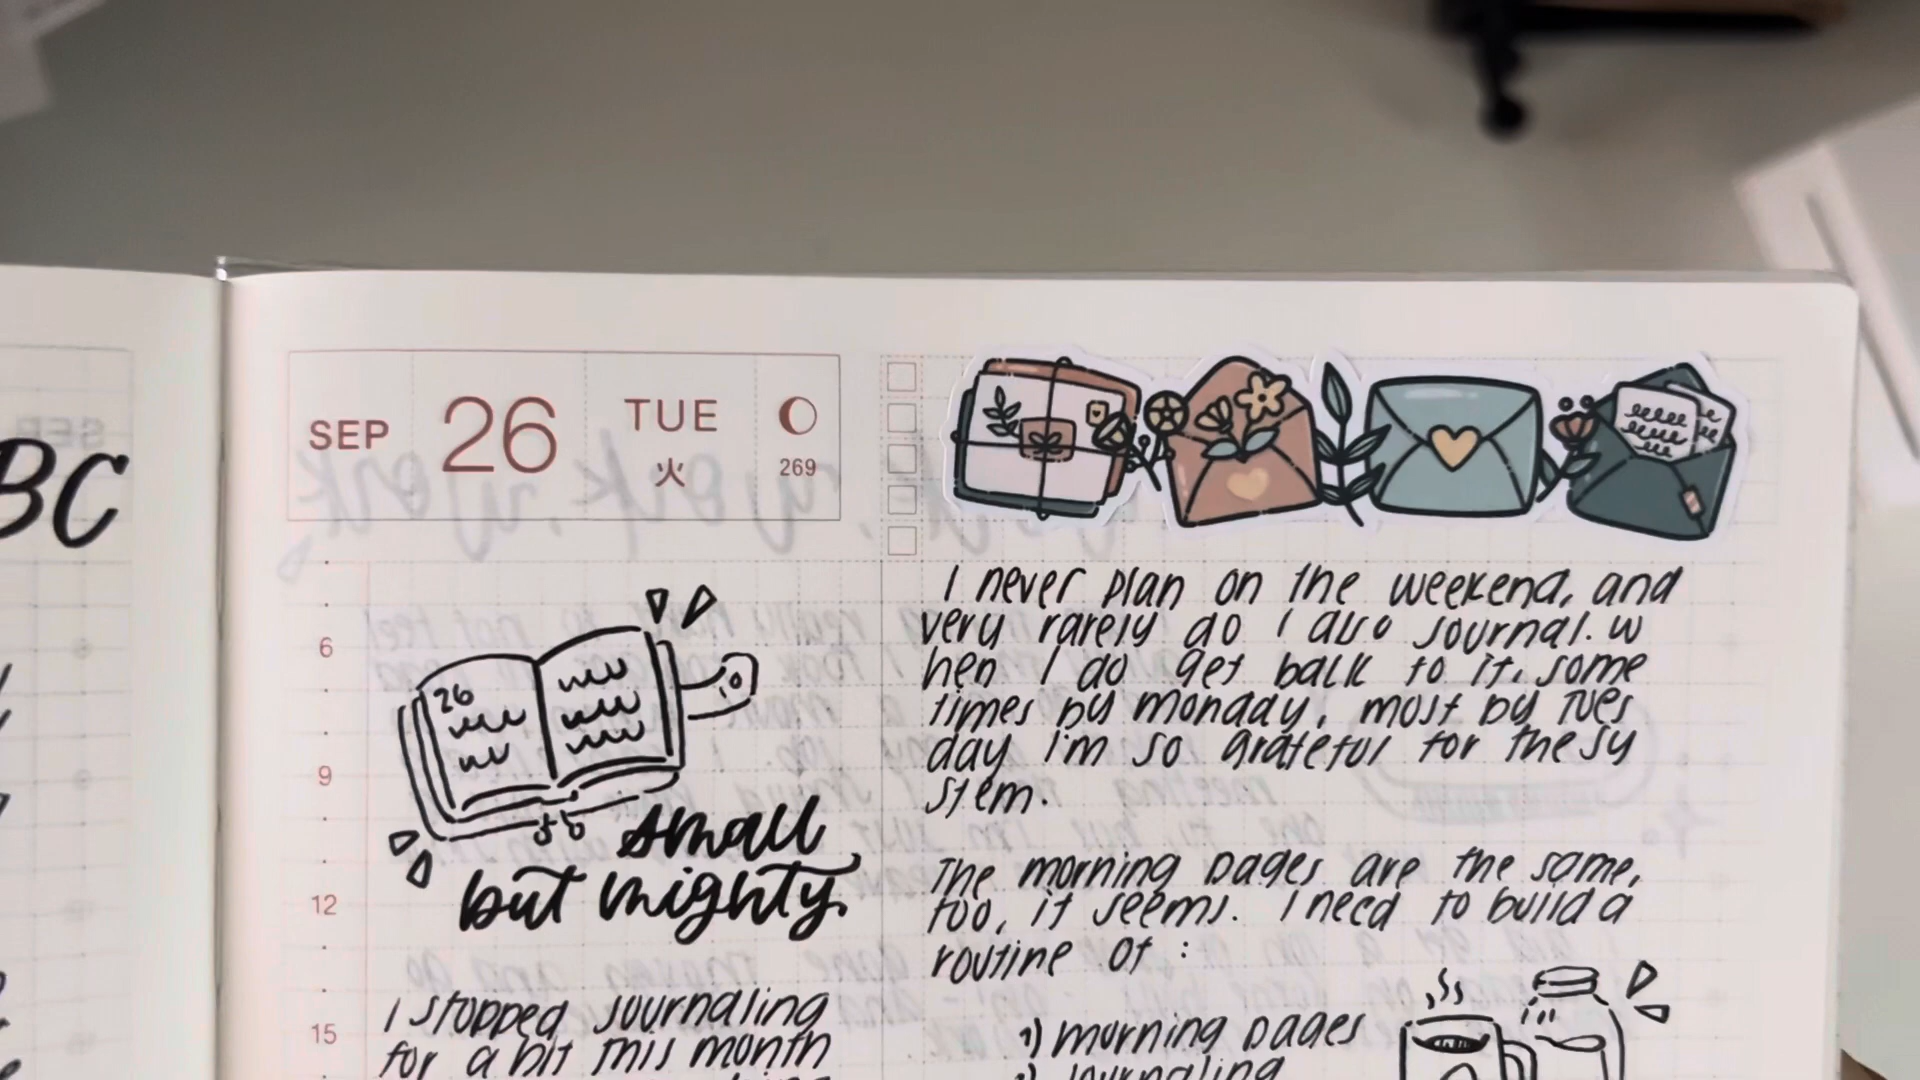 BC
SEP 26 TUE
火 269
6
9
12
15
26
10
small
but mighty.
I stopped journaling
for a bit this month
I never plan on the weekend, and
very rarely do I also journal. W
hen I do get back to it, some
times by monday, most by Tues
day I'm so grateful for the sy
stem.
The morning pages are the same,
too, it seems. I need to build a
routine of :
1) morning pages
journaling